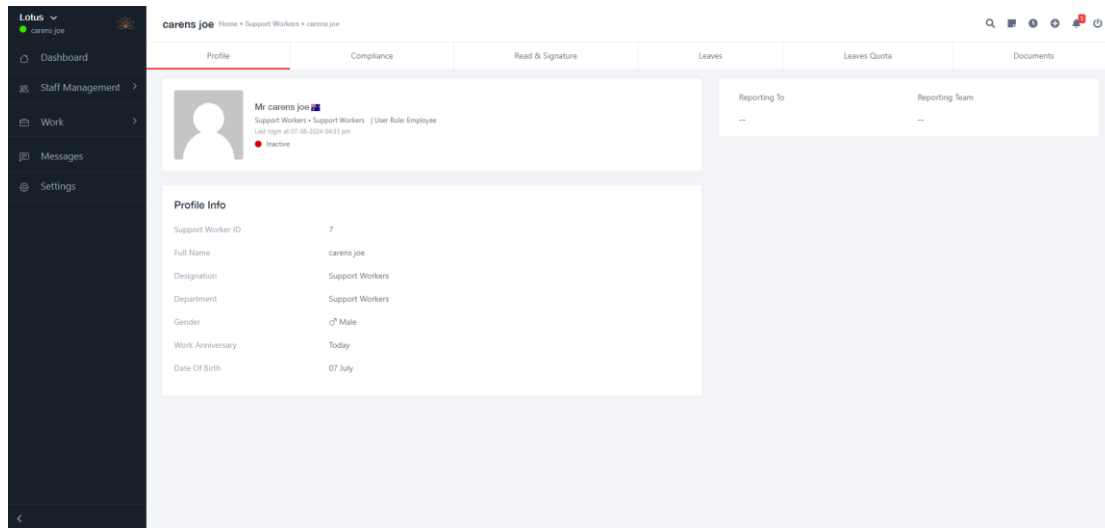 Lotus
carens joe
Dashboard
Staff Management
Work
Messages
Settings
carens joe Home • Support Workers • carens joe
1
Profile Compliance Read & Signature Leaves Leaves Quota Documents
Mr carens joe
Support Workers • Support Workers | User Role: Employee
Last login at 07-08-2024 04:33 pm
Inactive
Reporting To Reporting Team
-- --
Profile Info
Support Worker ID 7
Full Name carens joe
Designation Support Workers
Department Support Workers
Gender Male
Work Anniversary Today
Date Of Birth 07 July